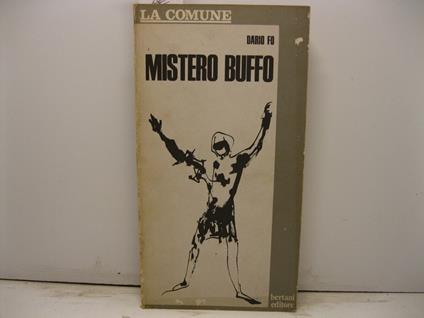 LA COMUNE
DARIO FO
MISTERO BUFFO
bertani
editore